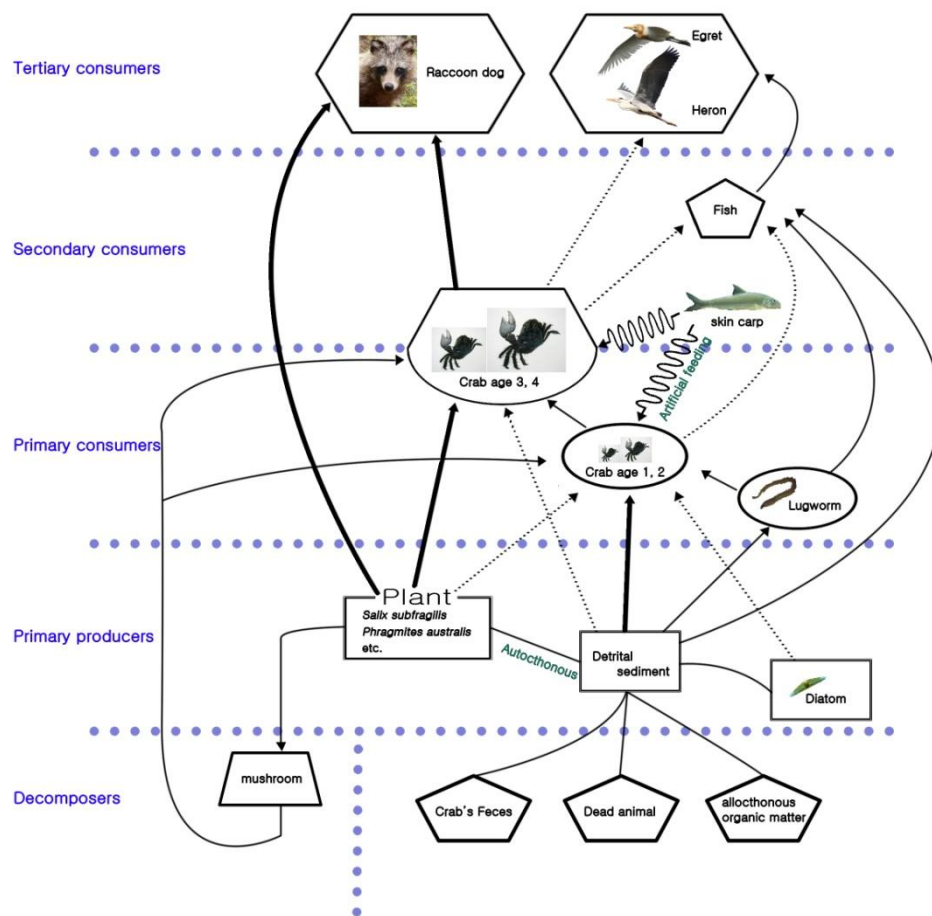 Tertiary consumers
Raccoon dog
Egret
Heron
Secondary consumers
Fish
skin carp
Crab age 3, 4
Artificial feeding
Primary consumers
Crab age 1, 2
Lugworm
Primary producers
Plant
Salix subfragilis
Phragmites australis
etc.
Autocthonous
Detrital
sediment
Diatom
Decomposers
mushroom
Crab's Feces
Dead animal
allocthonous
organic matter